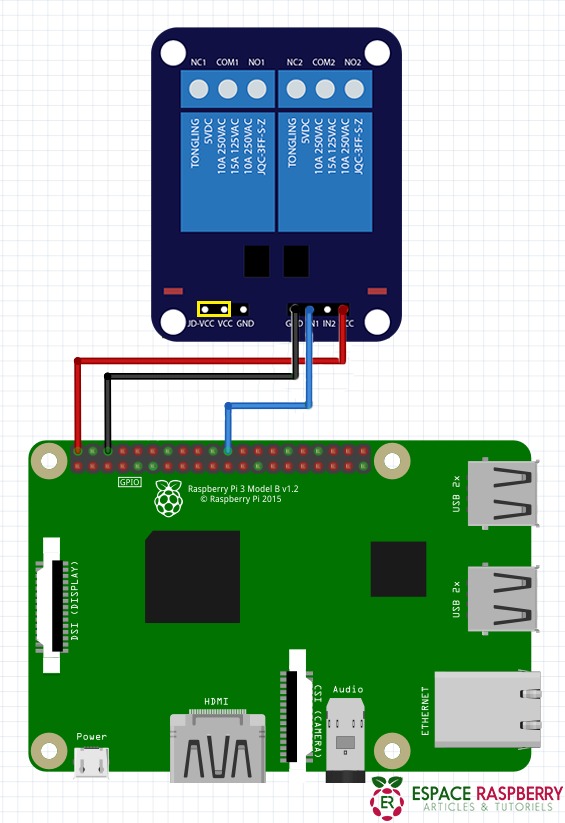 NC1 COM1 NO1 NC2 COM2 NO2
TONGLING
5VDC
10A 250VAC
15A 125VAC
10A 250VAC
JQC-3FF-S-Z
TONGLING
5VDC
10A 250VAC
15A 125VAC
10A 250VAC
JQC-3FF-S-Z
JD-VCC VCC GND GND IN1 IN2 VCC
GPIO
Raspberry Pi 3 Model B v1.2
© Raspberry Pi 2015
USB 2x
DSI (DISPLAY)
USB 2x
ETHERNET
CSI (CAMERA)
Audio
HDMI
Power
ER
ESPACE RASPBERRY
ARTICLES & TUTORIELS